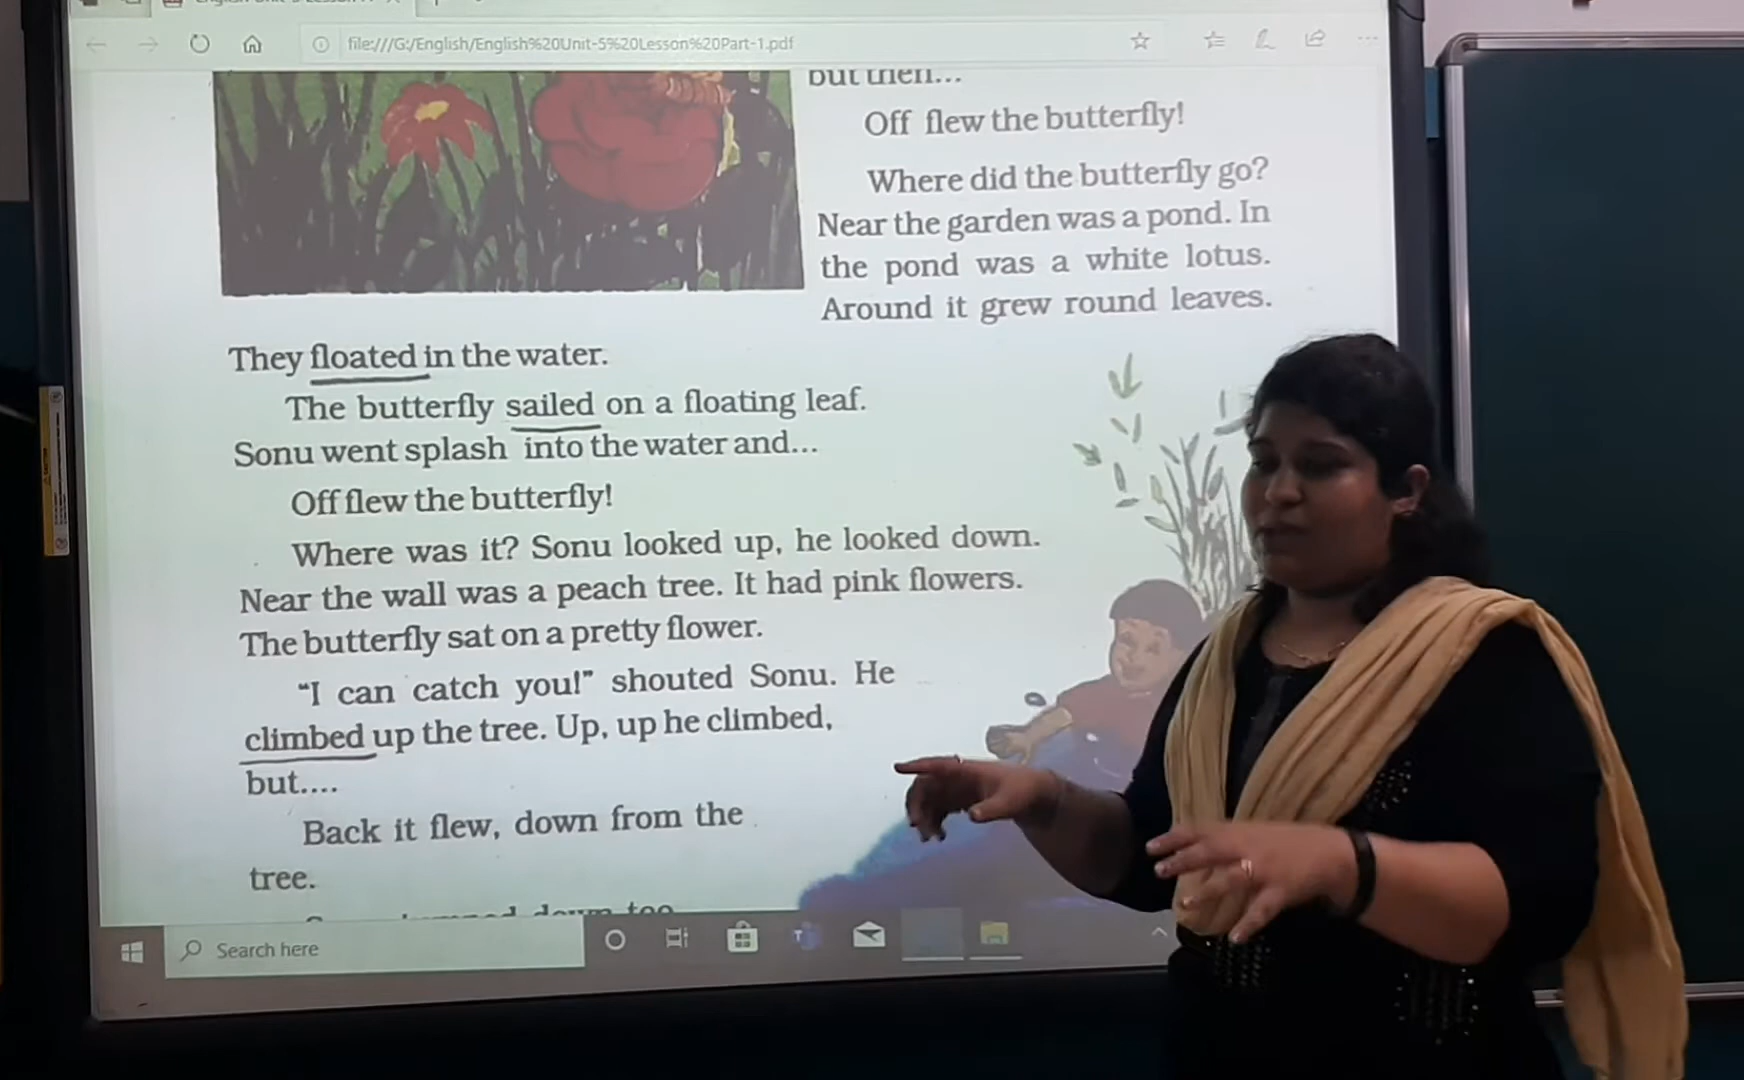 file:///G:/English/English%20Unit-5%20Lesson%20Part-1.pdf
but then...
Off flew the butterfly!
Where did the butterfly go?
Near the garden was a pond. In
the pond was a white lotus.
Around it grew round leaves.
They floated in the water.
The butterfly sailed on a floating leaf.
Sonu went splash into the water and...
Off flew the butterfly!
Where was it? Sonu looked up, he looked down.
Near the wall was a peach tree. It had pink flowers.
The butterfly sat on a pretty flower.
“I can catch you!” shouted Sonu. He
climbed up the tree. Up, up he climbed,
but....
Back it flew, down from the
tree.
down too
Search here